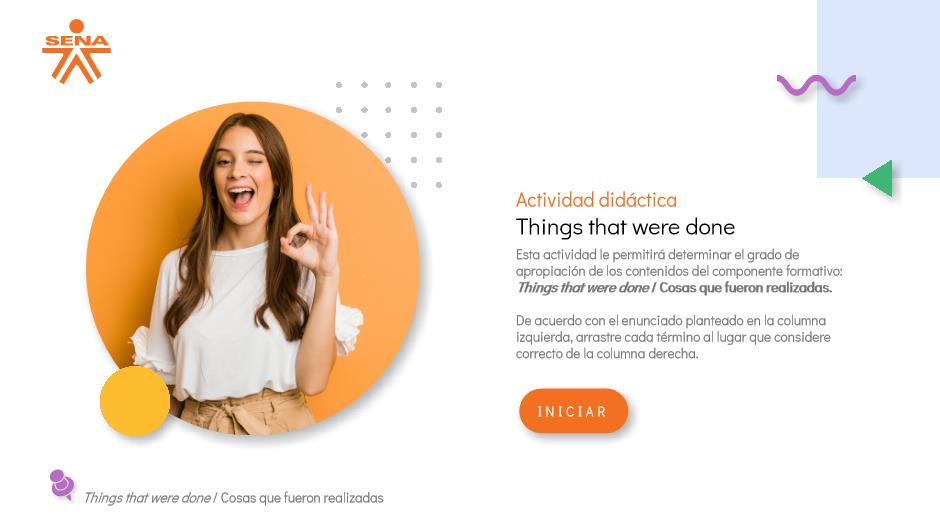 SENA
Actividad didáctica
Things that were done
Esta actividad le permitirá determinar el grado de
apropiación de los contenidos del componente formativo:
Things that were done / Cosas que fueron realizadas.
De acuerdo con el enunciado planteado en la columna
izquierda, arrastre cada término al lugar que considere
correcto de la columna derecha.
INICIAR
Things that were done / Cosas que fueron realizadas